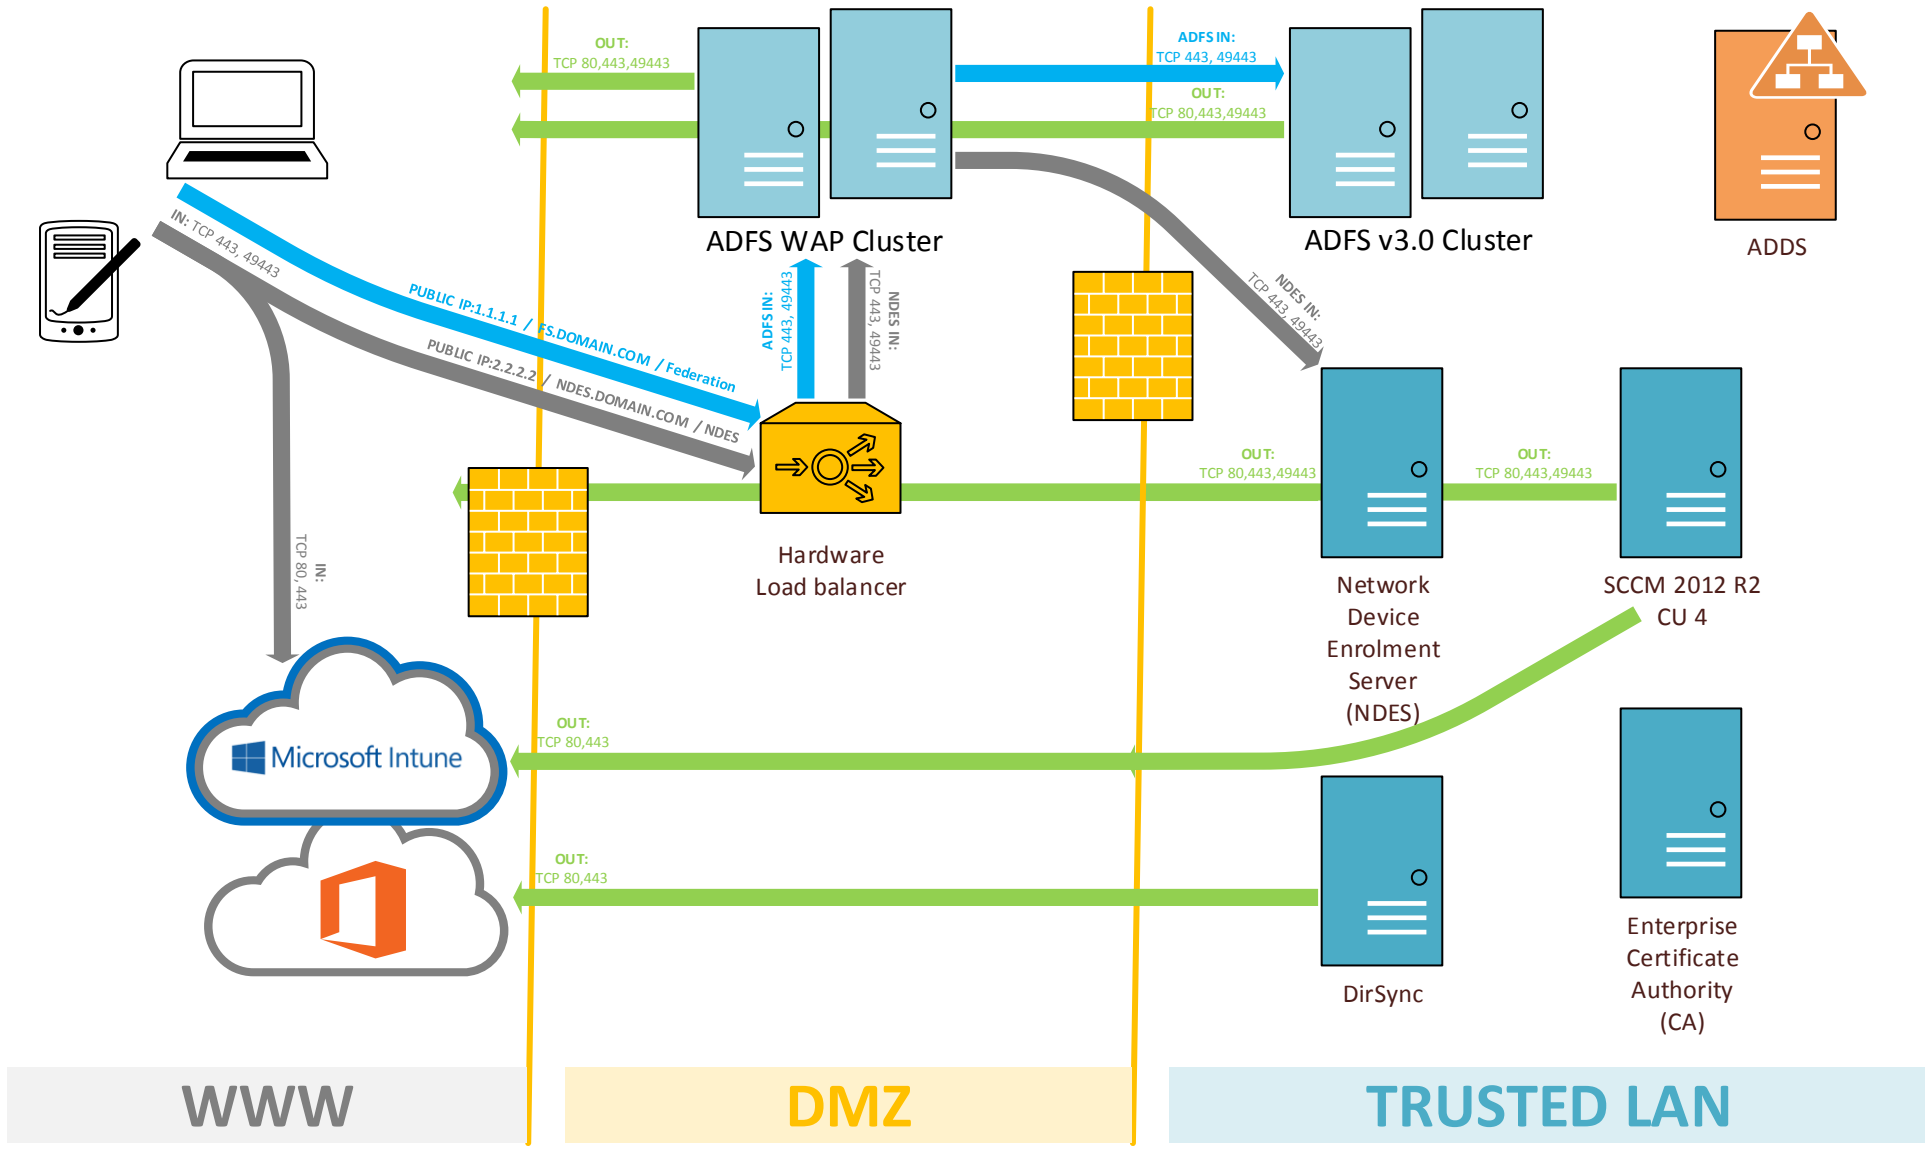 OUT:
TCP 80,443,49443
ADFS IN:
TCP 443, 49443
OUT:
TCP 80,443,49443
IN: TCP 443, 49443
ADFS WAP Cluster
ADFS v3.0 Cluster
ADDS
PUBLIC IP:1.1.1.1 / FS.DOMAIN.COM / Federation
PUBLIC IP:2.2.2.2 / NDES.DOMAIN.COM / NDES
ADFS IN:
TCP 443, 49443
NDES IN:
TCP 443, 49443
NDES IN:
TCP 443, 49443
OUT:
TCP 80,443,49443
OUT:
TCP 80,443,49443
IN:
TCP 80, 443
Hardware
Load balancer
Network
Device
Enrolment
Server
(NDES)
SCCM 2012 R2
CU 4
Microsoft Intune
OUT:
TCP 80,443
OUT:
TCP 80,443
DirSync
Enterprise
Certificate
Authority
(CA)
WWW
DMZ
TRUSTED LAN